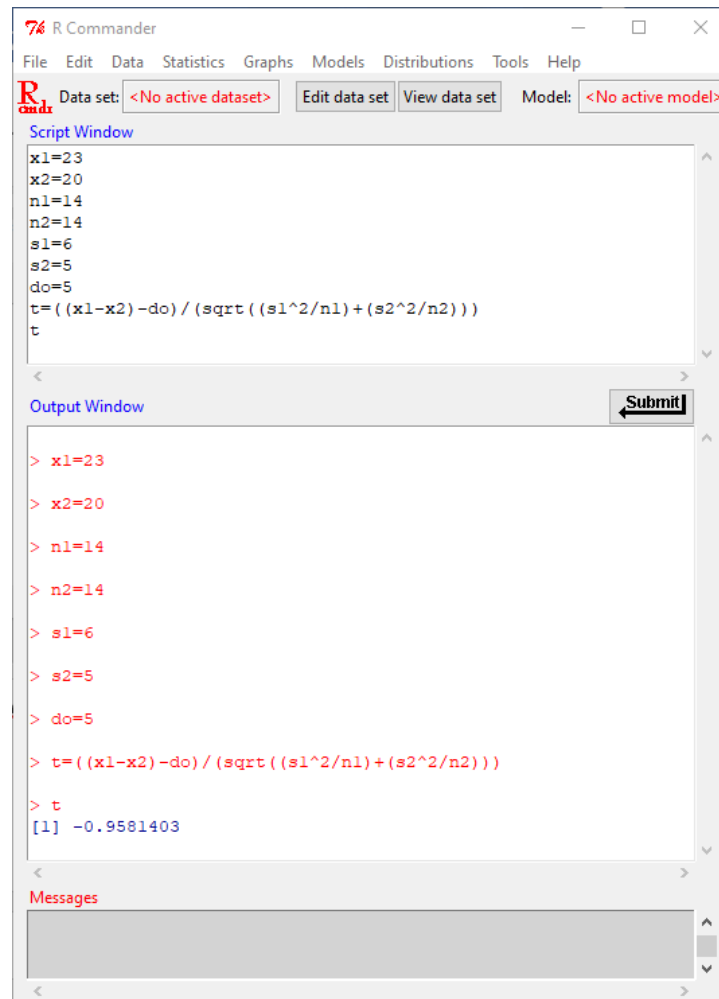 R Commander
File Edit Data Statistics Graphs Models Distributions Tools Help
R cmdr Data set: <No active dataset> Edit data set View data set Model: <No active model>
Script Window
x1=23
x2=20
n1=14
n2=14
s1=6
s2=5
do=5
t=((x1-x2)-do)/(sqrt((s1^2/n1)+(s2^2/n2)))
t
Output Window Submit
> x1=23
> x2=20
> n1=14
> n2=14
> s1=6
> s2=5
> do=5
> t=((x1-x2)-do)/(sqrt((s1^2/n1)+(s2^2/n2)))
> t
[1] -0.9581403
Messages